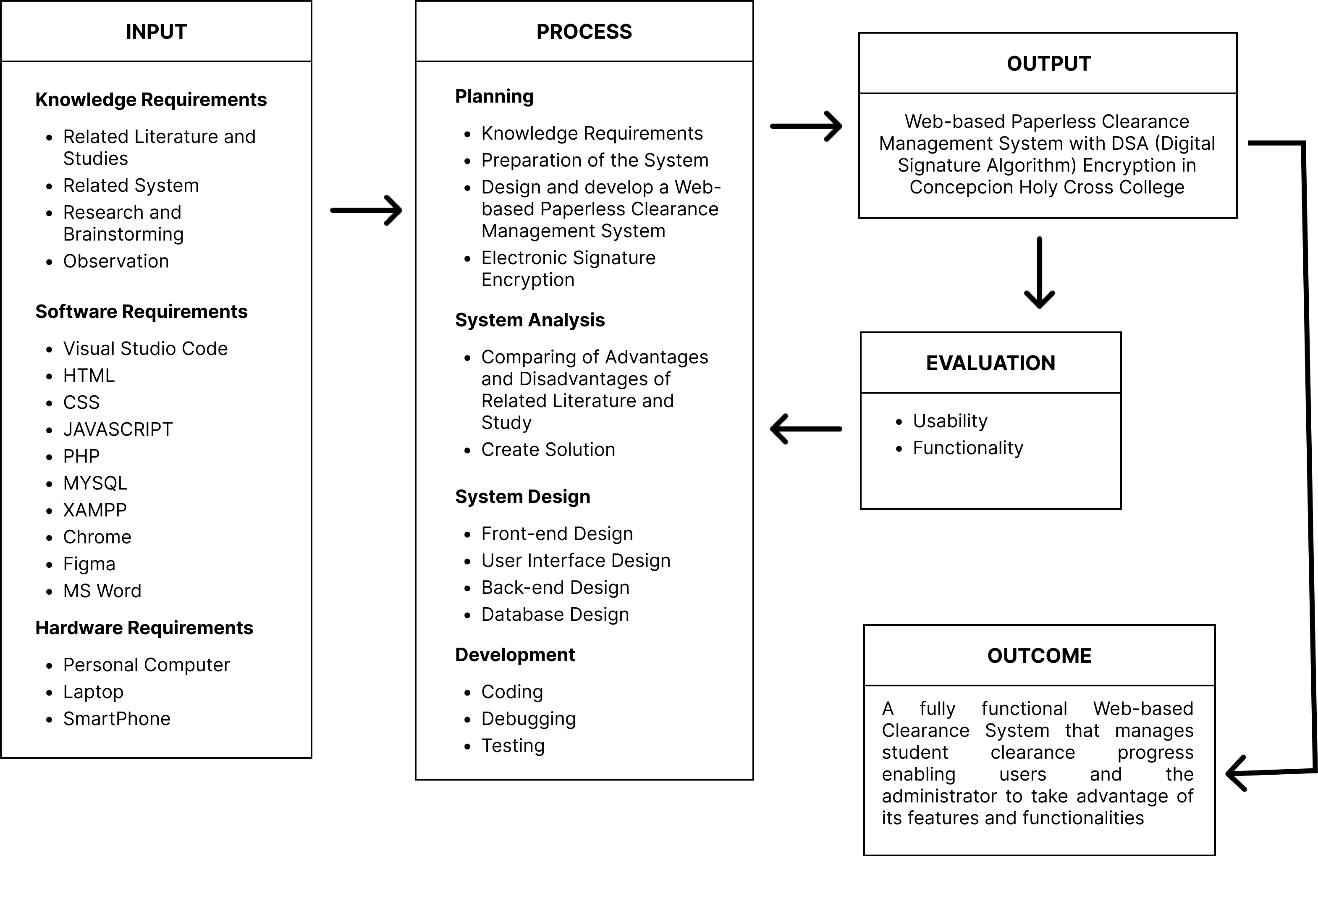 INPUT
Knowledge Requirements
• Related Literature and
Studies
• Related System
• Research and
Brainstorming
• Observation
Software Requirements
• Visual Studio Code
• HTML
• CSS
• JAVASCRIPT
• PHP
• MYSQL
• XAMPP
• Chrome
• Figma
• MS Word
Hardware Requirements
• Personal Computer
• Laptop
• SmartPhone
PROCESS
Planning
• Knowledge Requirements
• Preparation of the System
• Design and develop a Web-
based Paperless Clearance
Management System
• Electronic Signature
Encryption
System Analysis
• Comparing of Advantages
and Disadvantages of
Related Literature and
Study
• Create Solution
System Design
• Front-end Design
• User Interface Design
• Back-end Design
• Database Design
Development
• Coding
• Debugging
• Testing
OUTPUT
Web-based Paperless Clearance
Management System with DSA (Digital
Signature Algorithm) Encryption in
Concepcion Holy Cross College
EVALUATION
• Usability
• Functionality
OUTCOME
A fully functional Web-based
Clearance System that manages
student clearance progress
enabling users and the
administrator to take advantage of
its features and functionalities